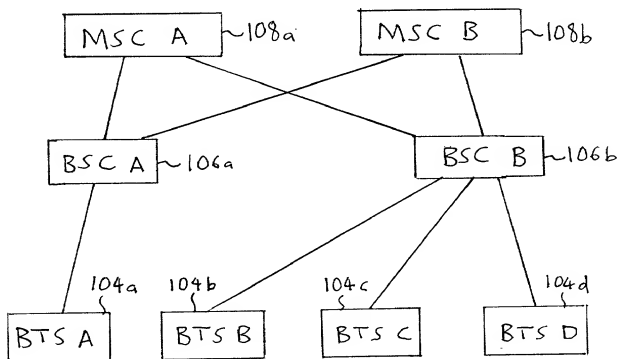 MSC A 108a MSC B 108b
BSC A 106a BSC B 106b
104a 104b 104c 104d
BTS A BTS B BTS C BTS D